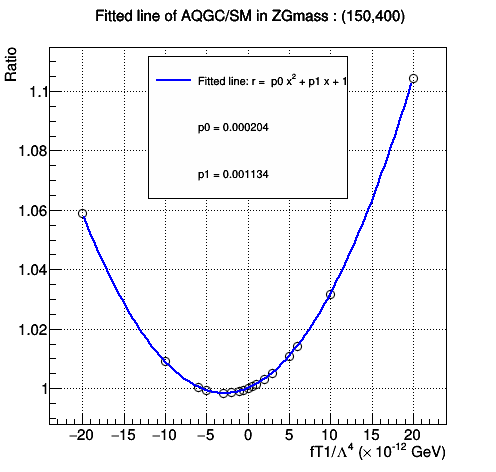 Fitted line of AQGC/SM in ZGmass : (150,400)
Ratio
Fitted line: r = p0 x² + p1 x + 1
p0 = 0.000204
p1 = 0.001134
1.1
1.08
1.06
1.04
1.02
1
−20 −15 −10 −5 0 5 10 15 20
fT1/Λ⁴ (× 10⁻¹² GeV)